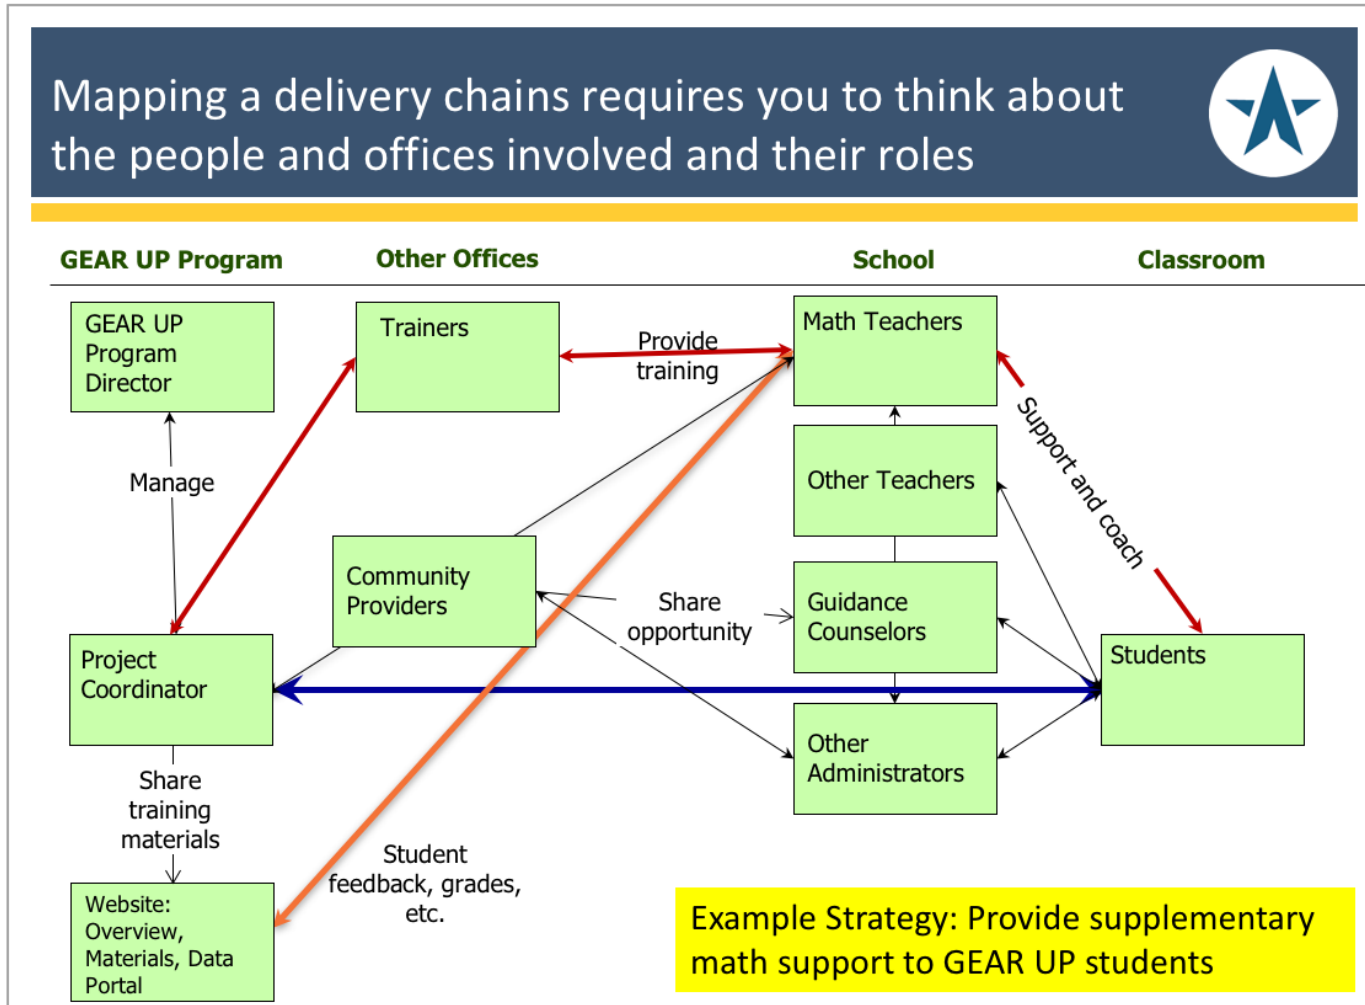 Mapping a delivery chains requires you to think about
the people and offices involved and their roles
GEAR UP Program
Other Offices
School
Classroom
GEAR UP
Program
Director
Trainers
Provide
training
Math Teachers
Manage
Other Teachers
Support and coach
Community
Providers
Share
opportunity
Guidance
Counselors
Project
Coordinator
Students
Other
Administrators
Share
training
materials
Student
feedback, grades,
etc.
Website:
Overview,
Materials, Data
Portal
Example Strategy: Provide supplementary
math support to GEAR UP students